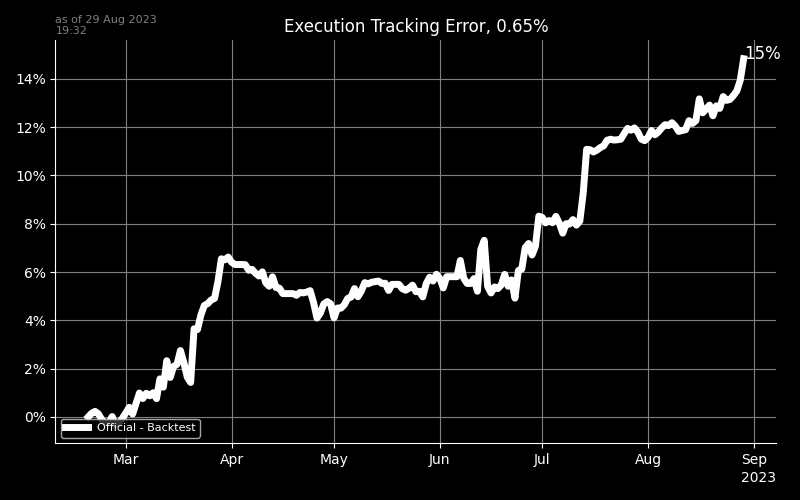 as of 29 Aug 2023
19:32
Execution Tracking Error, 0.65%
15%
14%
12%
10%
8%
6%
4%
2%
0%
Official - Backtest
Mar Apr May Jun Jul Aug Sep
2023